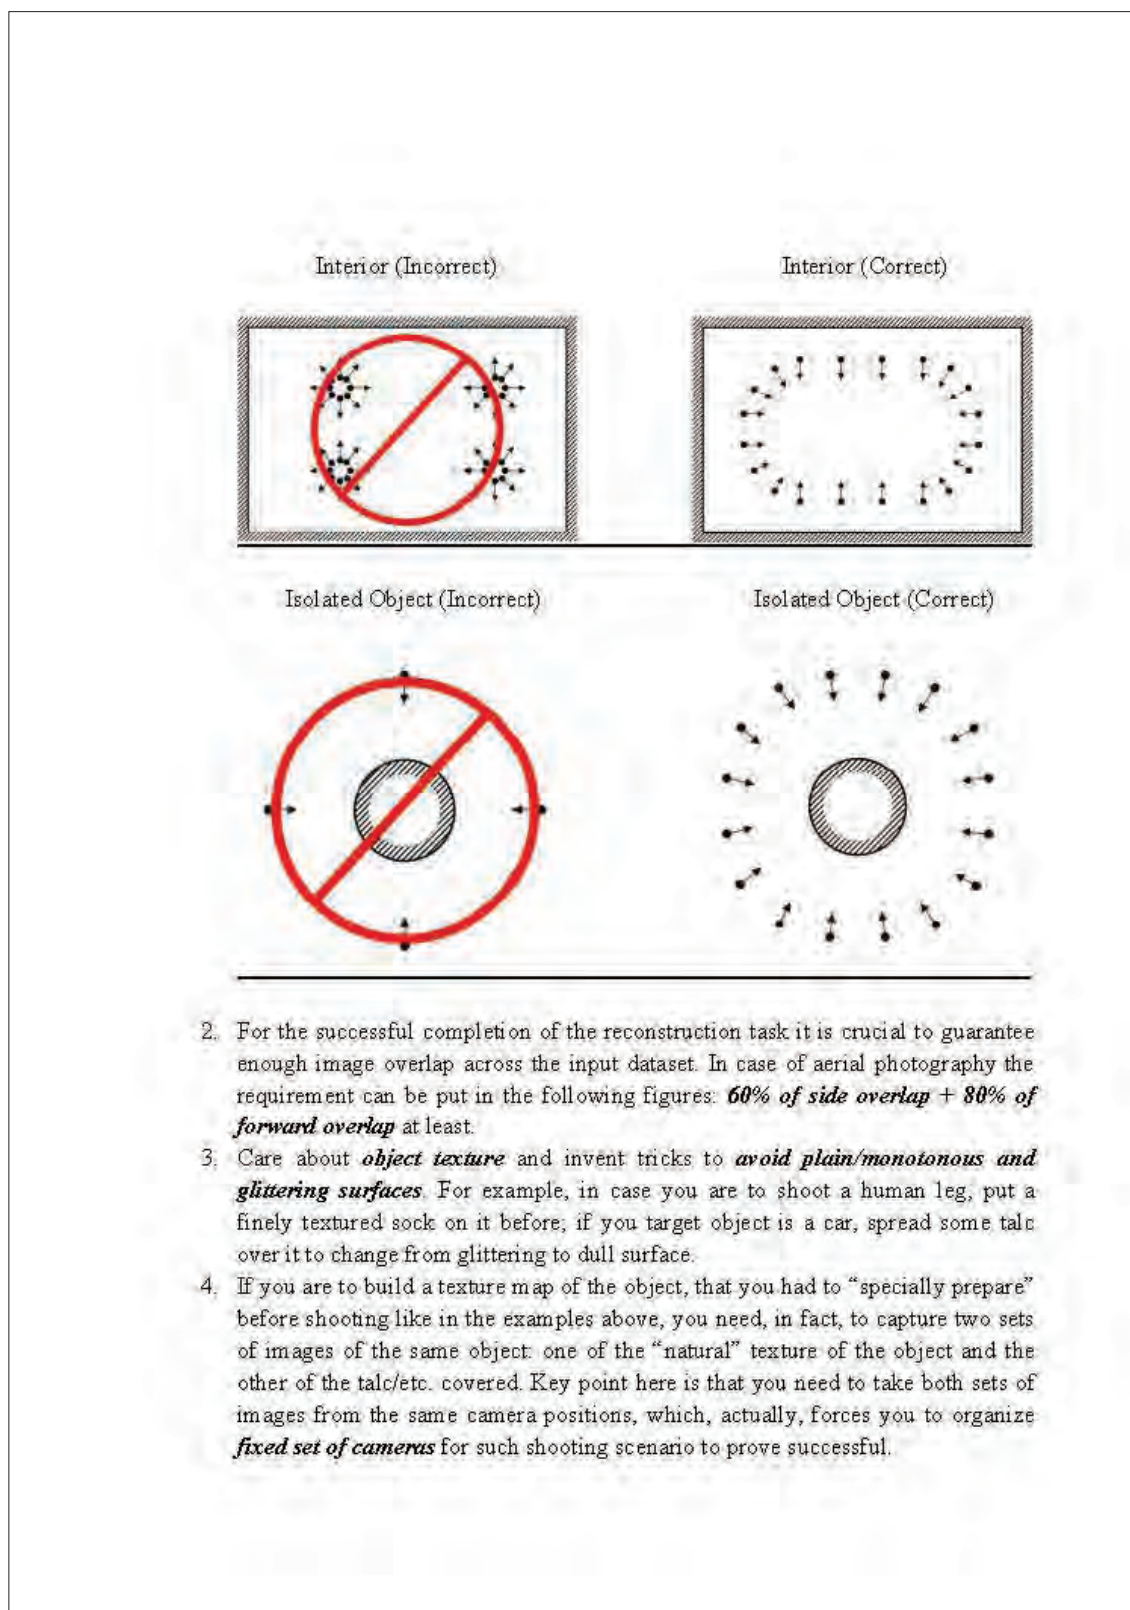 Interior (Incorrect)
Interior (Correct)
Isolated Object (Incorrect)
Isolated Object (Correct)
2. For the successful completion of the reconstruction task it is crucial to guarantee
enough image overlap across the input dataset. In case of aerial photography the
requirement can be put in the following figures: 60% of side overlap + 80% of
forward overlap at least.
3. Care about object texture and invent tricks to avoid plain/monotonous and
glittering surfaces. For example, in case you are to shoot a human leg, put a
finely textured sock on it before; if you target object is a car, spread some talc
over it to change from glittering to dull surface.
4. If you are to build a texture map of the object, that you had to “specially prepare”
before shooting like in the examples above, you need, in fact, to capture two sets
of images of the same object: one of the “natural” texture of the object and the
other of the talc/etc. covered. Key point here is that you need to take both sets of
images from the same camera positions, which, actually, forces you to organize
fixed set of cameras for such shooting scenario to prove successful.